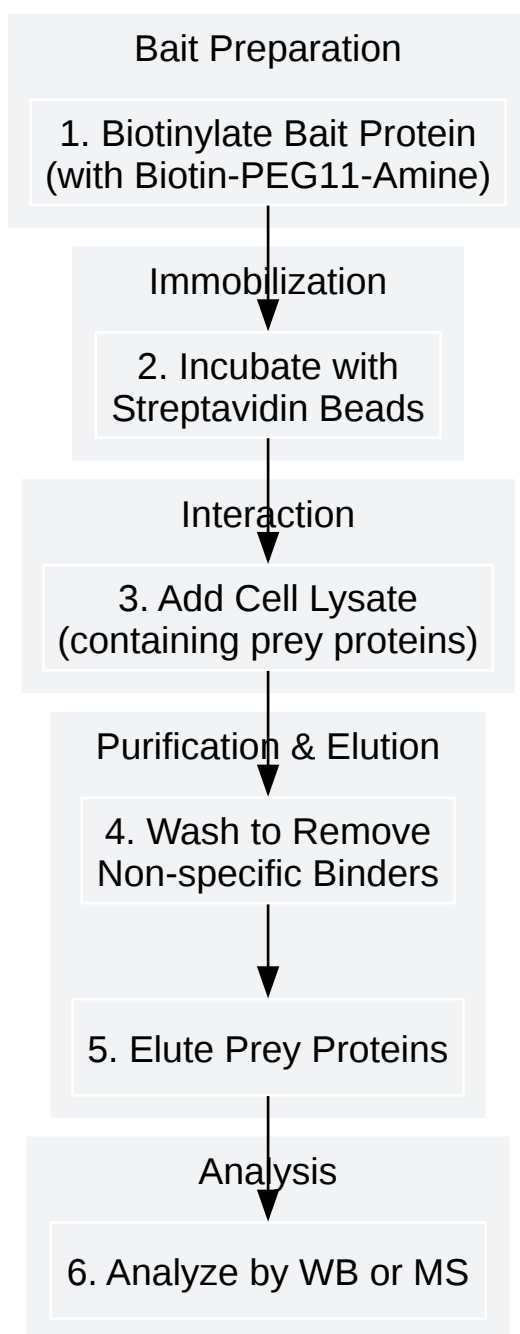 Bait Preparation
1. Biotinylate Bait Protein
(with Biotin-PEG11-Amine)
Immobilization
2. Incubate with
Streptavidin Beads
Interaction
3. Add Cell Lysate
(containing prey proteins)
Purification & Elution
4. Wash to Remove
Non-specific Binders
5. Elute Prey Proteins
Analysis
6. Analyze by WB or MS